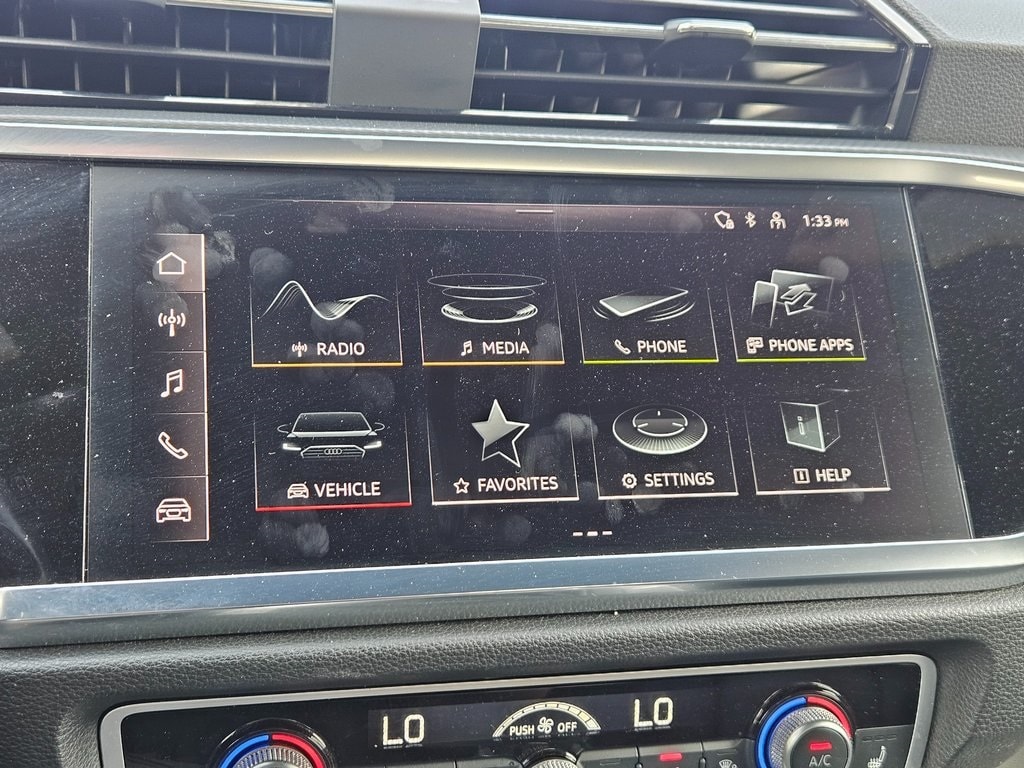 1:33 PM
RADIO
MEDIA
PHONE
PHONE APPS
VEHICLE
FAVORITES
SETTINGS
HELP
LO
PUSH OFF
LO
A/C